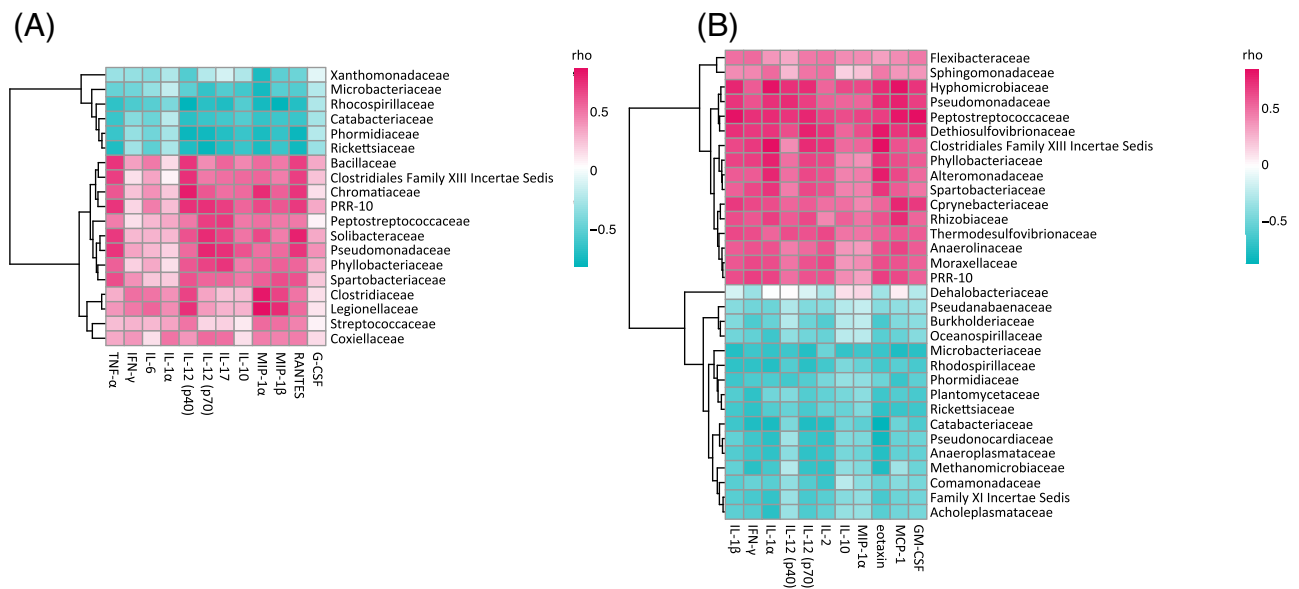 (A)
rho
0.5
0
−0.5
Xanthomonadaceae
Microbacteriaceae
Rhocospirillaceae
Catabacteriaceae
Phormidiaceae
Rickettsiaceae
Bacillaceae
Clostridiales Family XIII Incertae Sedis
Chromatiaceae
PRR-10
Peptostreptococcaceae
Solibacteraceae
Pseudomonadaceae
Phyllobacteriaceae
Spartobacteriaceae
Clostridiaceae
Legionellaceae
Streptococcaceae
Coxiellaceae
TNF-α
IFN-γ
IL-6
IL-1α
IL-12 (p40)
IL-12 (p70)
IL-17
IL-10
MIP-1α
MIP-1β
RANTES
G-CSF
(B)
rho
0.5
0
−0.5
Flexibacteraceae
Sphingomonadaceae
Hyphomicrobiaceae
Pseudomonadaceae
Peptostreptococcaceae
Dethiosulfovibrionaceae
Clostridiales Family XIII Incertae Sedis
Phyllobacteriaceae
Alteromonadaceae
Spartobacteriaceae
Cprynebacteriaceae
Rhizobiaceae
Thermodesulfovibrionaceae
Anaerolinaceae
Moraxellaceae
PRR-10
Dehalobacteriaceae
Pseudanabaenaceae
Burkholderiaceae
Oceanospirillaceae
Microbacteriaceae
Rhodospirillaceae
Phormidiaceae
Plantomycetaceae
Rickettsiaceae
Catabacteriaceae
Pseudonocardiaceae
Anaeroplasmataceae
Methanomicrobiaceae
Comamonadaceae
Family XI Incertae Sedis
Acholeplasmataceae
IL-1β
IFN-γ
IL-1α
IL-12 (p40)
IL-12 (p70)
IL-2
IL-10
MIP-1α
eotaxin
MCP-1
GM-CSF